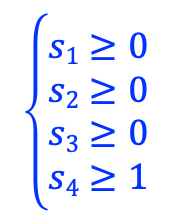 s₁ ≥ 0
s₂ ≥ 0
s₃ ≥ 0
s₄ ≥ 1